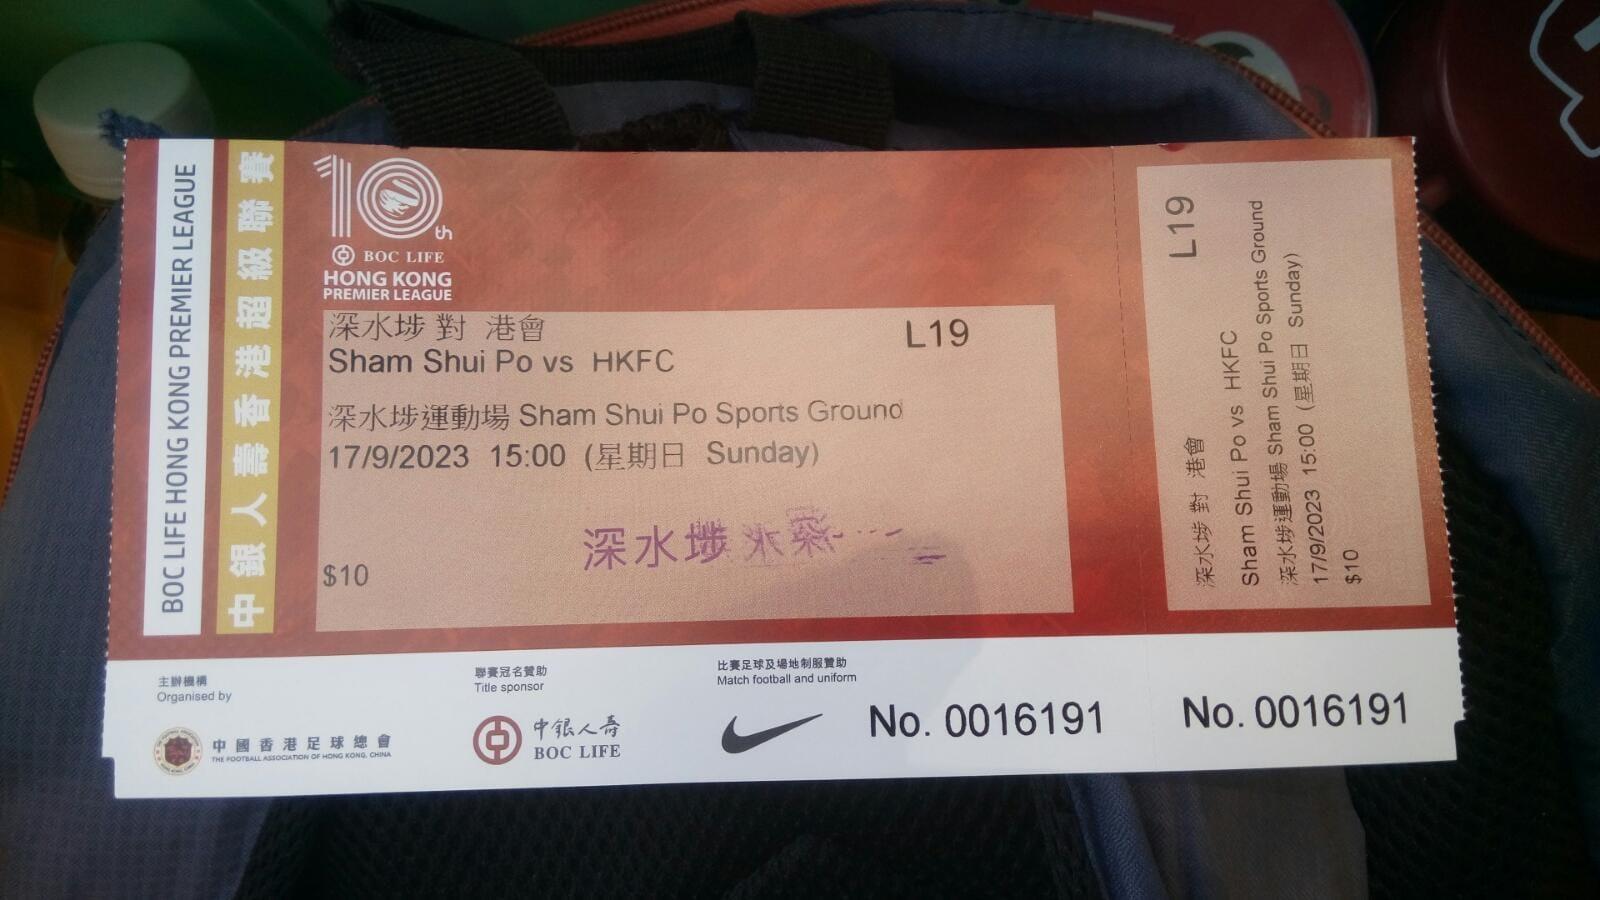 BOC LIFE HONG KONG PREMIER LEAGUE
中銀人壽香港超級聯賽
10th
BOC LIFE
HONG KONG
PREMIER LEAGUE
深水埗 對 港會
Sham Shui Po vs HKFC
L19
深水埗運動場 Sham Shui Po Sports Ground
17/9/2023 15:00 (星期日 Sunday)
深水埗
$10
L19
深水埗 對 港會
Sham Shui Po vs HKFC
深水埗運動場 Sham Shui Po Sports Ground
17/9/2023 15:00 (星期日 Sunday)
$10
主辦機構
Organised by
中國香港足球總會
THE FOOTBALL ASSOCIATION OF HONG KONG, CHINA
聯賽冠名贊助
Title sponsor
中銀人壽
BOC LIFE
比賽足球及場地制服贊助
Match football and uniform
No. 0016191
No. 0016191